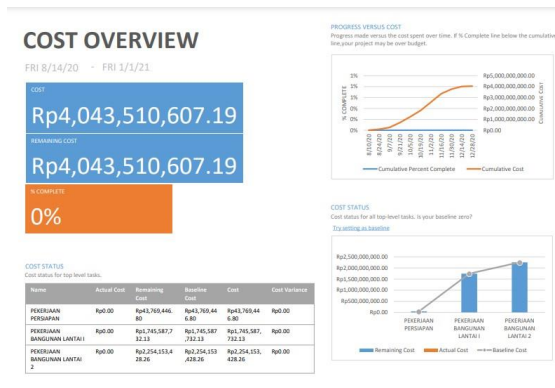 COST OVERVIEW
FRI 8/14/20 - FRI 1/1/21
COST
Rp4,043,510,607.19
REMAINING COST
Rp4,043,510,607.19
% COMPLETE
0%
COST STATUS
Cost status for top level tasks.
Name Actual Cost Remaining Cost Baseline Cost Cost Cost Variance
PEKERJAAN PERSIAPAN Rp0.00 Rp43,769,446.80 Rp43,769,446.80 Rp43,769,446.80 Rp0.00
PEKERJAAN BANGUNAN LANTAI I Rp0.00 Rp1,745,587,732.13 Rp1,745,587,732.13 Rp1,745,587,732.13 Rp0.00
PEKERJAAN BANGUNAN LANTAI 2 Rp0.00 Rp2,254,153,428.26 Rp2,254,153,428.26 Rp2,254,153,428.26 Rp0.00
PROGRESS VERSUS COST
Progress made versus the cost spent over time. If % Complete line below the cumulative
line,your project may be over budget.
% COMPLETE
1%
1%
1%
0%
0%
0%
Rp5,000,000,000.00
Rp4,000,000,000.00
Rp3,000,000,000.00
Rp2,000,000,000.00
Rp1,000,000,000.00
Rp0.00
CUMULATIVE COST
8/10/20
8/24/20
9/7/20
9/21/20
10/5/20
10/19/20
11/2/20
11/16/20
11/30/20
12/14/20
12/28/20
Cumulative Percent Complete Cumulative Cost
COST STATUS
Cost status for all top-level tasks. Is your baseline zero?
Try setting as baseline
Rp2,500,000,000.00
Rp2,000,000,000.00
Rp1,500,000,000.00
Rp1,000,000,000.00
Rp500,000,000.00
Rp0.00
PEKERJAAN PERSIAPAN
PEKERJAAN BANGUNAN LANTAI I
PEKERJAAN BANGUNAN LANTAI 2
Remaining Cost Actual Cost Baseline Cost